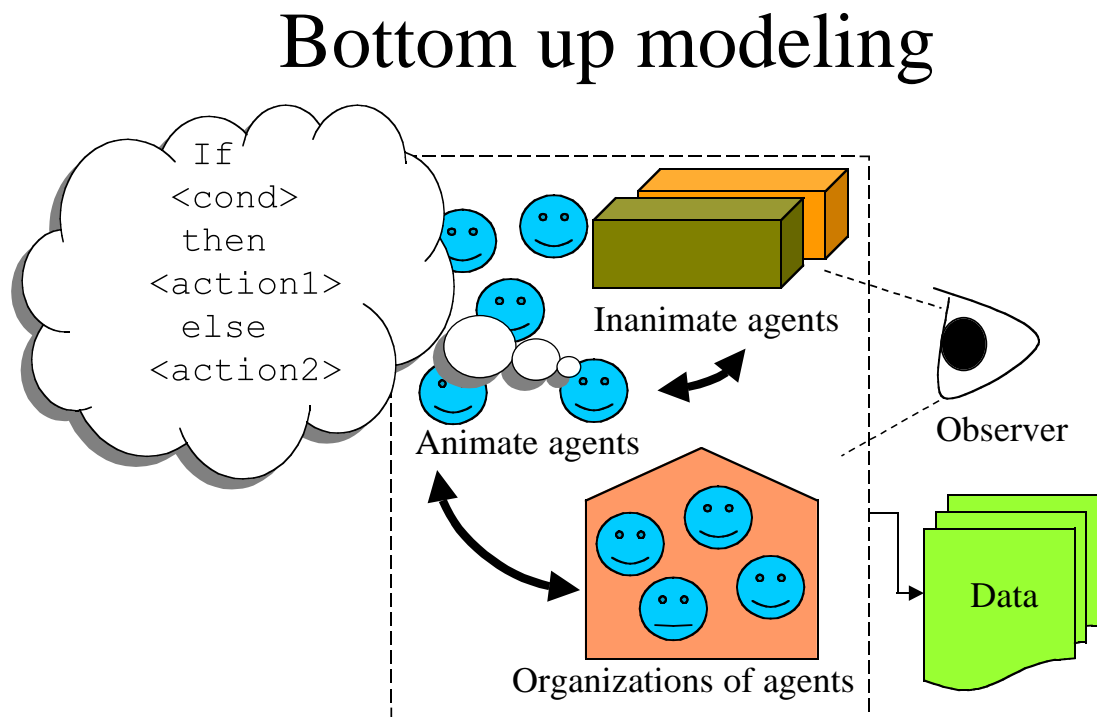 Bottom up modeling
If
<cond>
then
<action1>
else
<action2>
Inanimate agents
Animate agents
Observer
Data
Organizations of agents